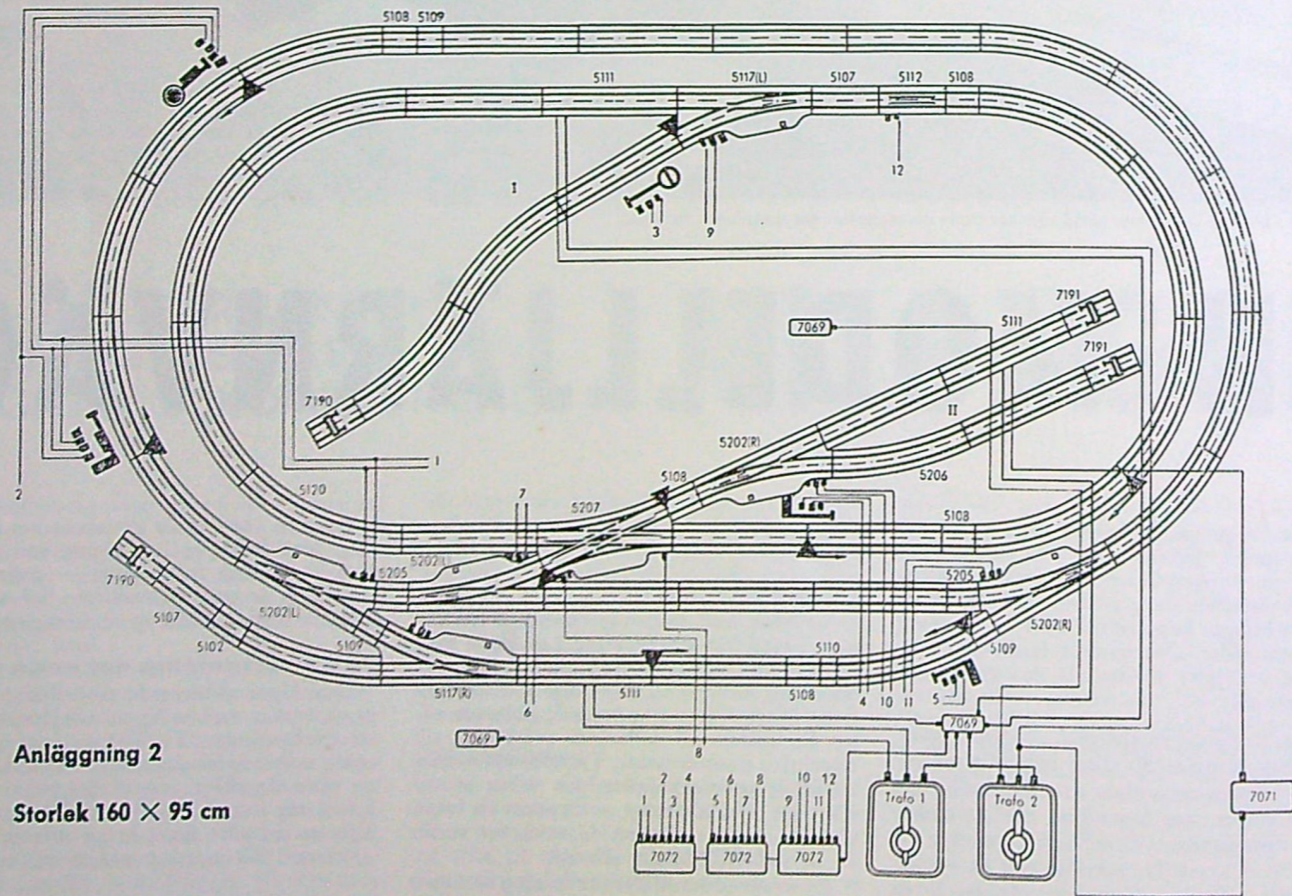 5108 5109
5111 5117(L) 5107 5112 5108
12
I
3 9
7191
5111
7069
7191
II
7190
5202(R)
5206
1
5108
2
5120
7
5207
5108
5202(L)
5205
5205
7190
5107
5202(L)
5202(R)
5102
5109
5109
5110
5117(R)
5111
5108
6
4 10 11
5
7069
7069
8
Anläggning 2
Storlek 160 × 95 cm
2 4 6 8 10 12
1 3 5 7 9 11
7072 7072 7072
Trafo 1
Trafo 2
7071